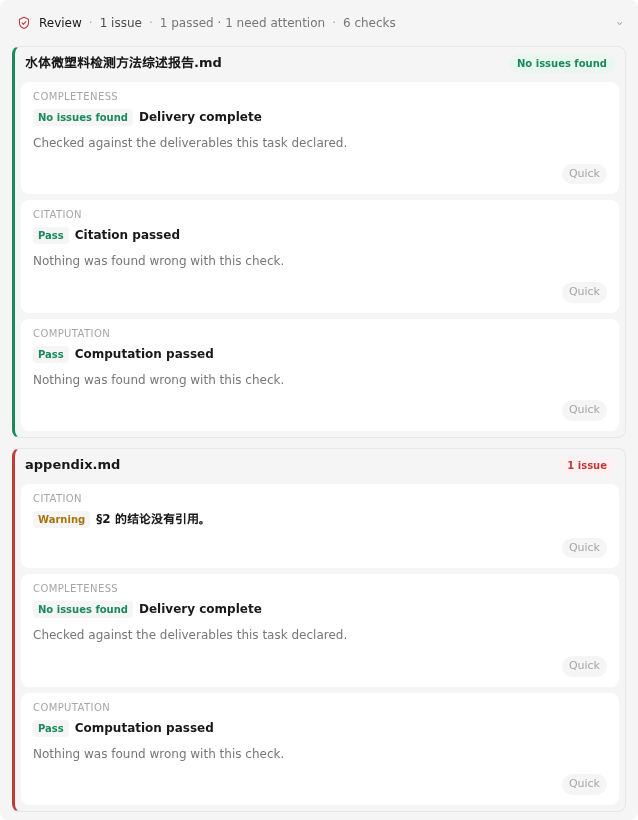 Review · 1 issue · 1 passed · 1 need attention · 6 checks
水体微塑料检测方法综述报告.md No issues found
COMPLETENESS
No issues found Delivery complete
Checked against the deliverables this task declared.
Quick
CITATION
Pass Citation passed
Nothing was found wrong with this check.
Quick
COMPUTATION
Pass Computation passed
Nothing was found wrong with this check.
Quick
appendix.md 1 issue
CITATION
Warning §2 的结论没有引用。
Quick
COMPLETENESS
No issues found Delivery complete
Checked against the deliverables this task declared.
Quick
COMPUTATION
Pass Computation passed
Nothing was found wrong with this check.
Quick